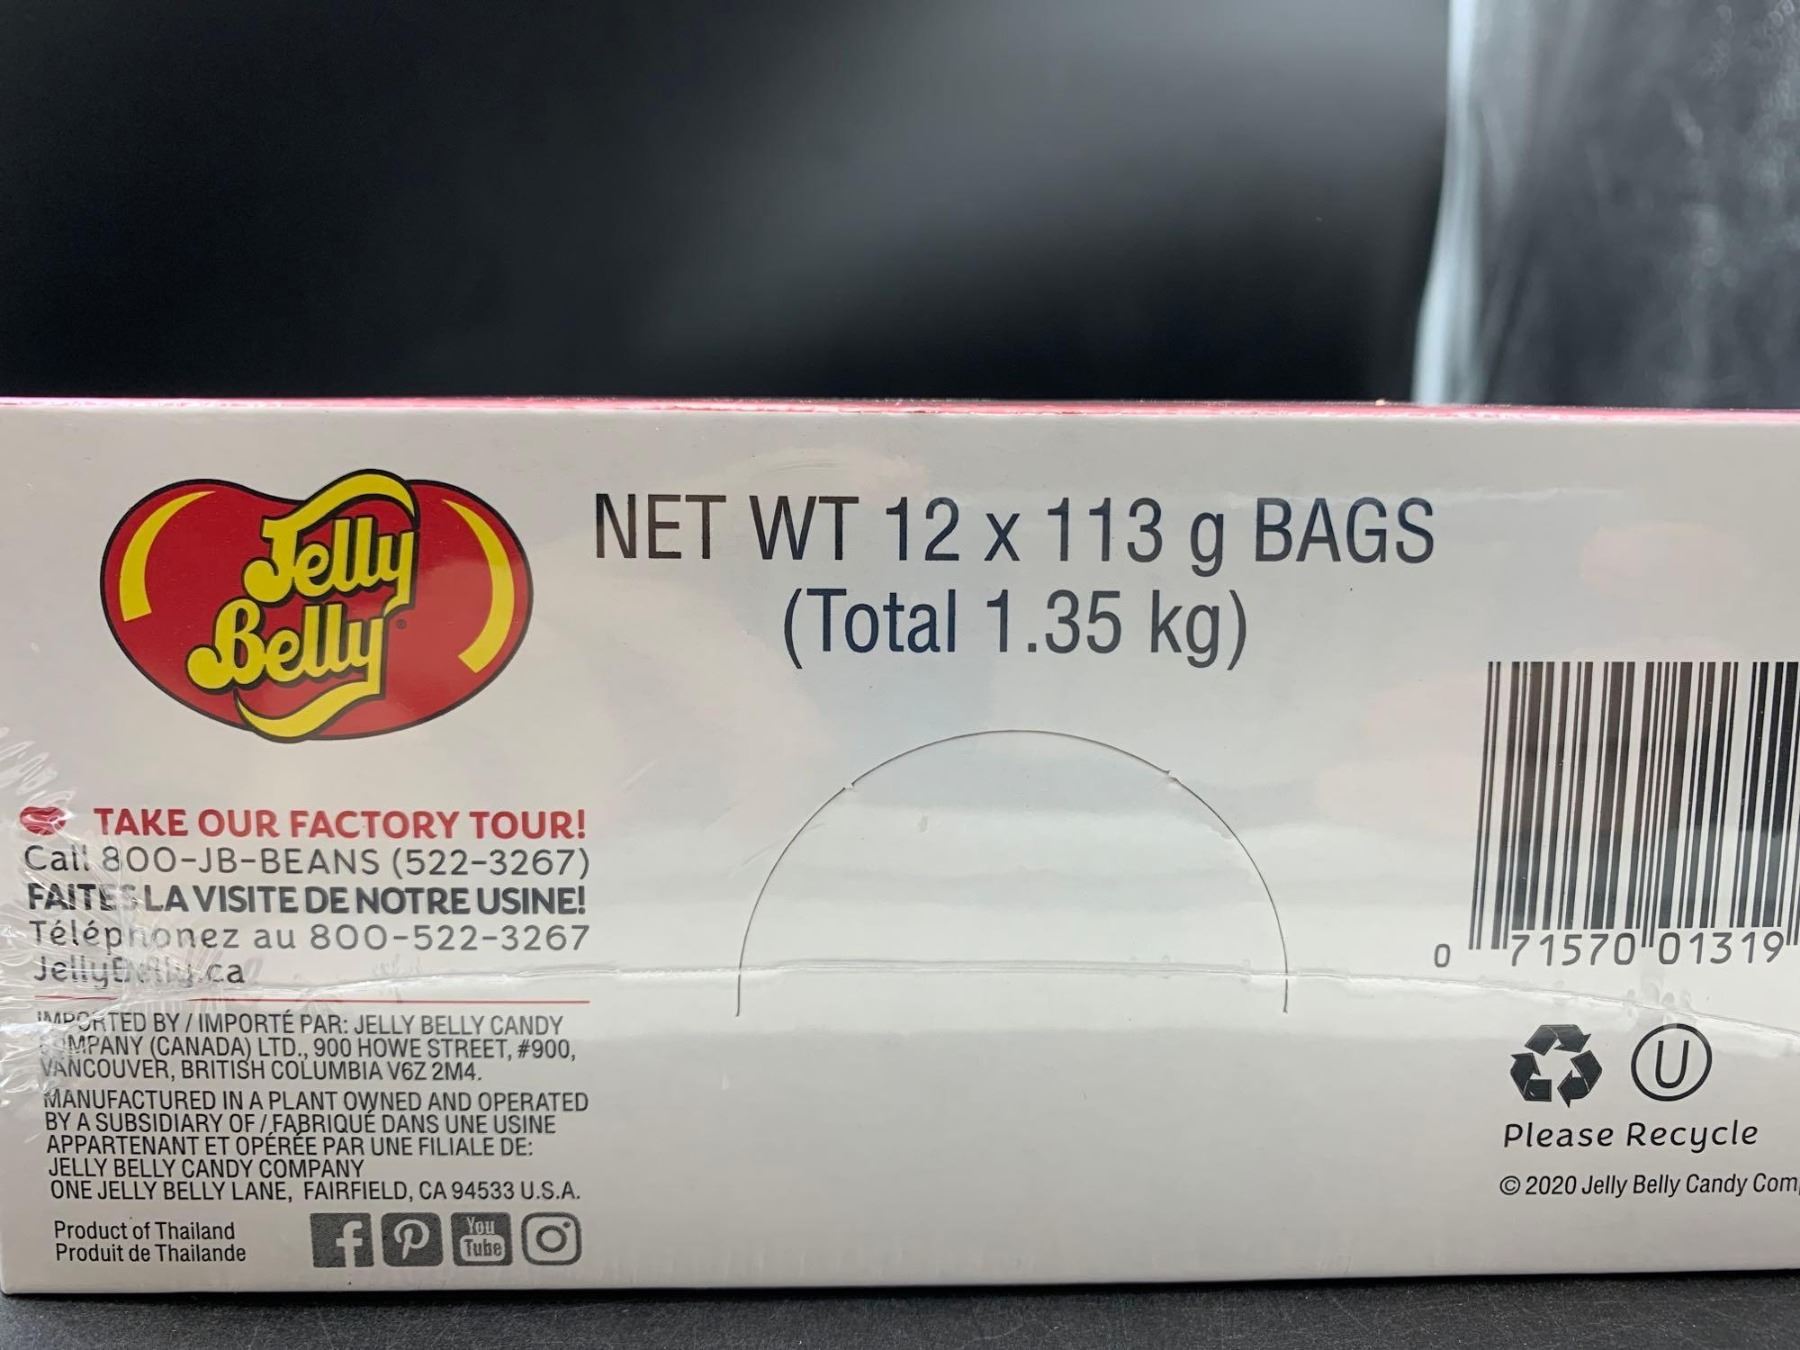 Jelly
Belly
NET WT 12 x 113 g BAGS
(Total 1.35 kg)
TAKE OUR FACTORY TOUR!
Call 800-JB-BEANS (522-3267)
FAITES LA VISITE DE NOTRE USINE!
Téléphonez au 800-522-3267
JellyBelly.ca
IMPORTED BY / IMPORTÉ PAR: JELLY BELLY CANDY
COMPANY (CANADA) LTD., 900 HOWE STREET, #900,
VANCOUVER, BRITISH COLUMBIA V6Z 2M4.
MANUFACTURED IN A PLANT OWNED AND OPERATED
BY A SUBSIDIARY OF / FABRIQUÉ DANS UNE USINE
APPARTENANT ET OPÉRÉE PAR UNE FILIALE DE:
JELLY BELLY CANDY COMPANY
ONE JELLY BELLY LANE, FAIRFIELD, CA 94533 U.S.A.
Product of Thailand
Produit de Thailande
You
Tube
0 71570 01319
U
Please Recycle
© 2020 Jelly Belly Candy Com